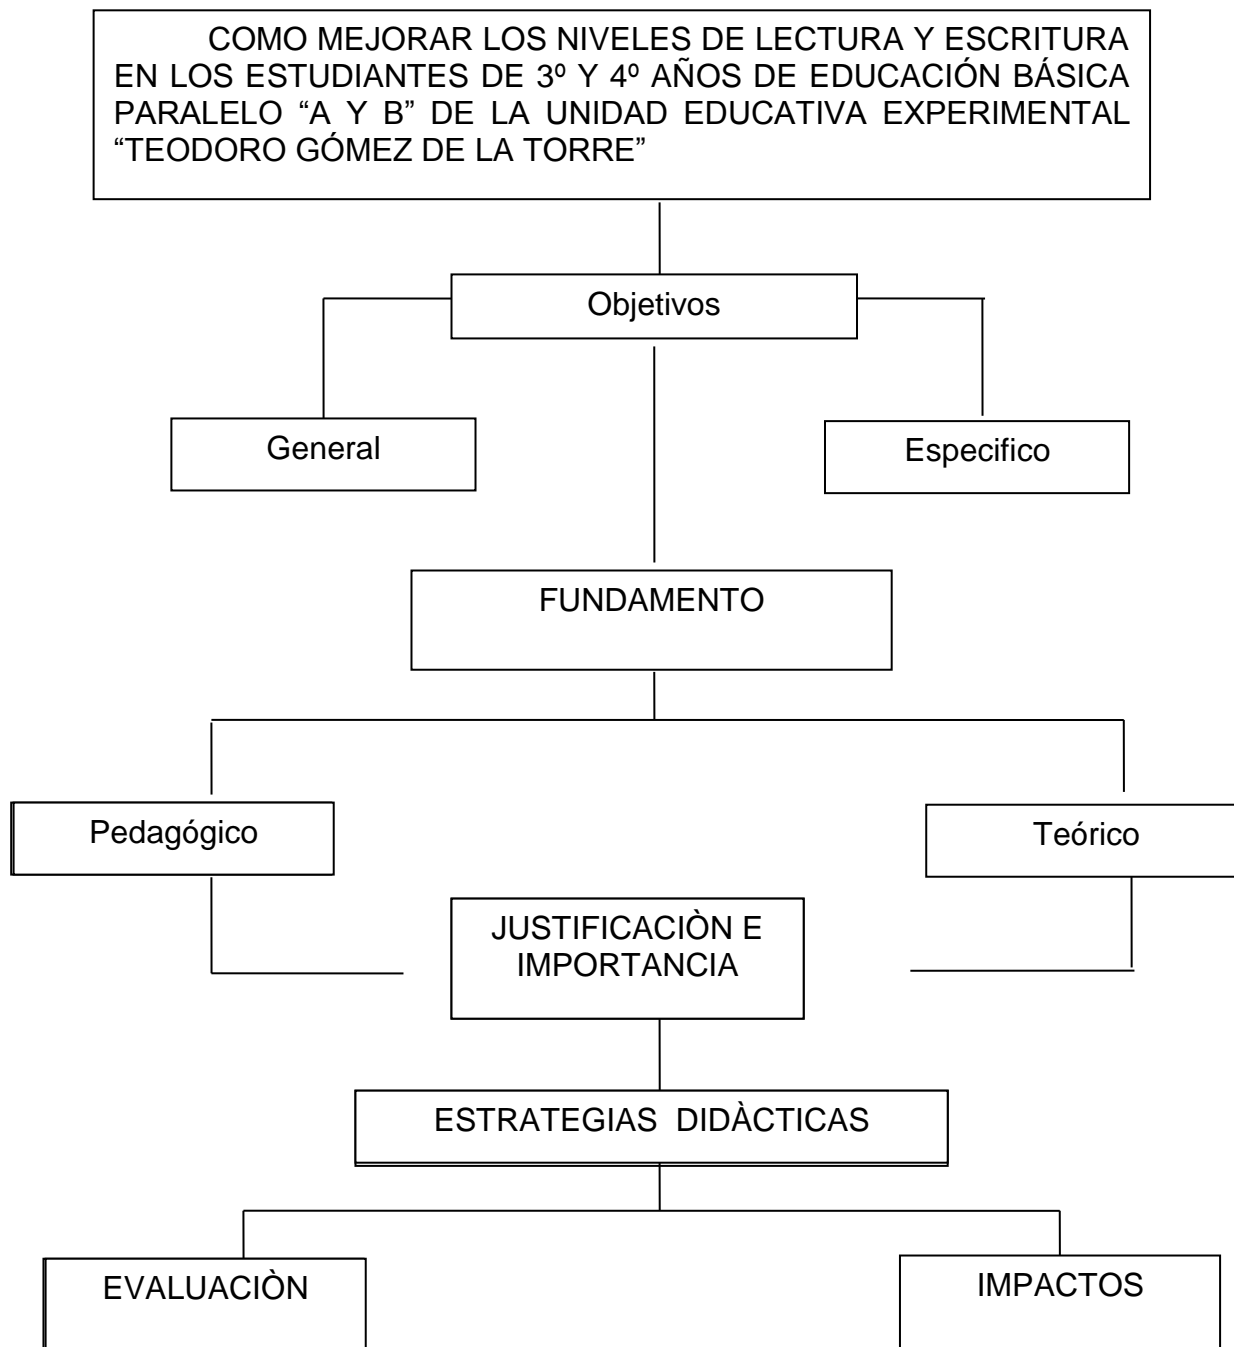 COMO MEJORAR LOS NIVELES DE LECTURA Y ESCRITURA
EN LOS ESTUDIANTES DE 3º Y 4º AÑOS DE EDUCACIÓN BÁSICA
PARALELO “A Y B” DE LA UNIDAD EDUCATIVA EXPERIMENTAL
“TEODORO GÓMEZ DE LA TORRE”
Objetivos
General
Especifico
FUNDAMENTO
Pedagógico
Teórico
JUSTIFICACIÒN E
IMPORTANCIA
ESTRATEGIAS DIDÀCTICAS
EVALUACIÒN
IMPACTOS